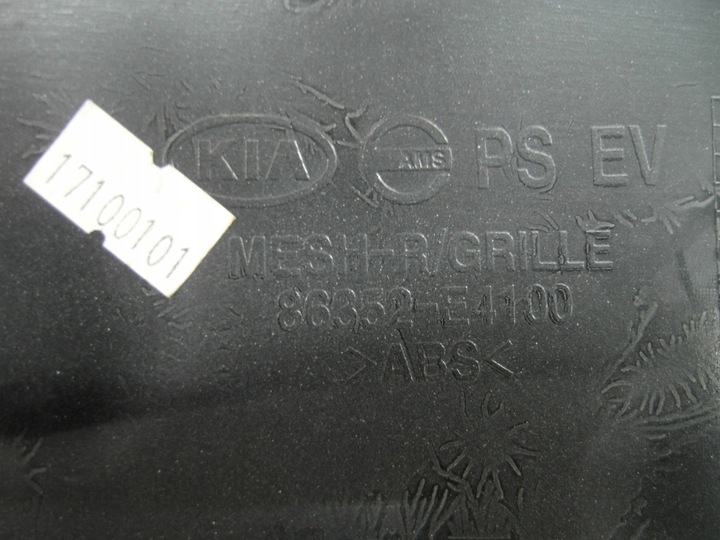 KIA AMS PS EV
17100101
MESH-R/GRILLE
86352-E4100
>ABS<